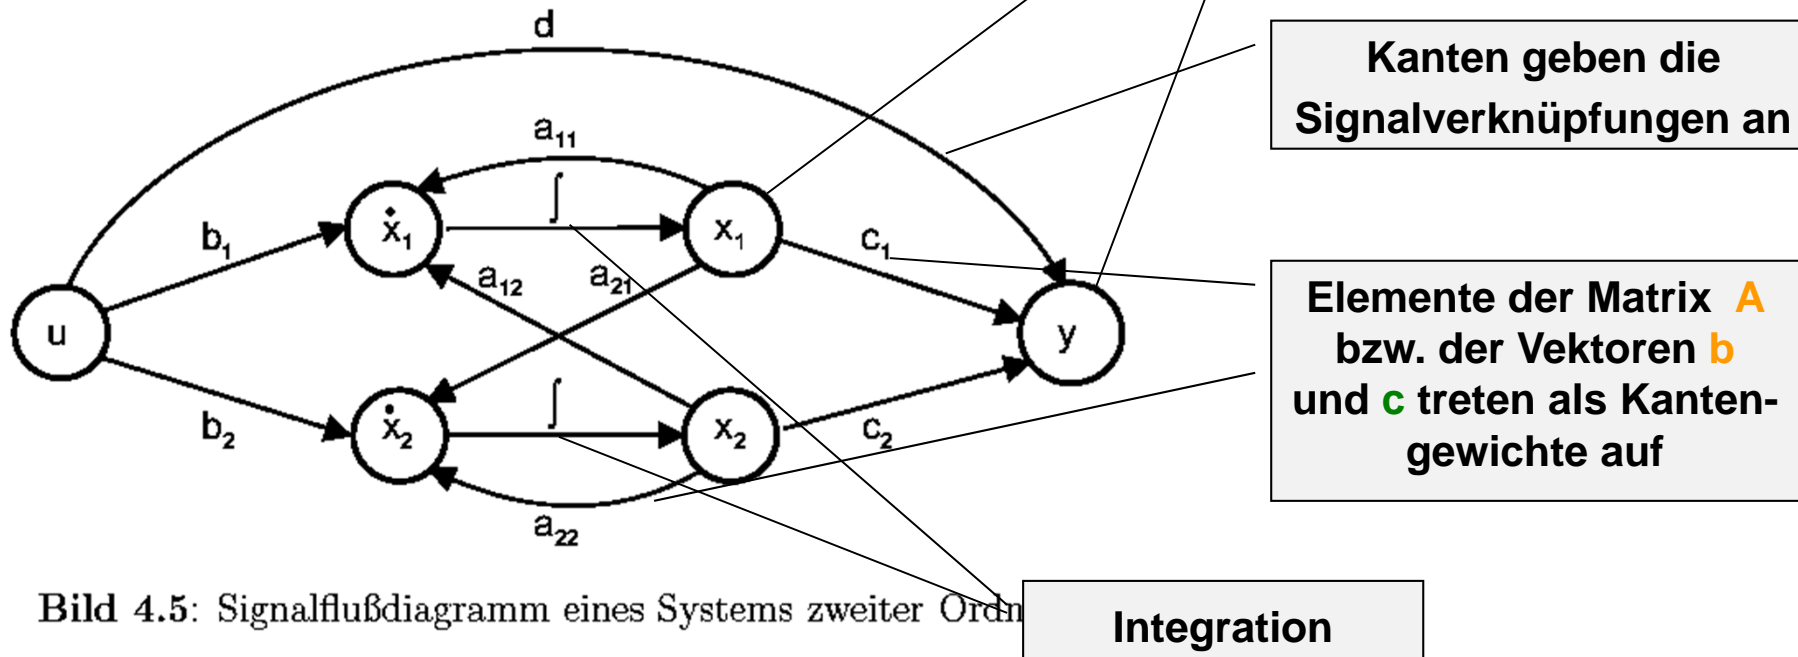 d
Kanten geben die
Signalverknüpfungen an
a₁₁
∫
b₁
ẋ₁
x₁
c₁
a₁₂
a₂₁
u
y
Elemente der Matrix A
bzw. der Vektoren b
und c treten als Kanten-
gewichte auf
∫
b₂
ẋ₂
x₂
c₂
a₂₂
Bild 4.5: Signalflußdiagramm eines Systems zweiter Ordn
Integration